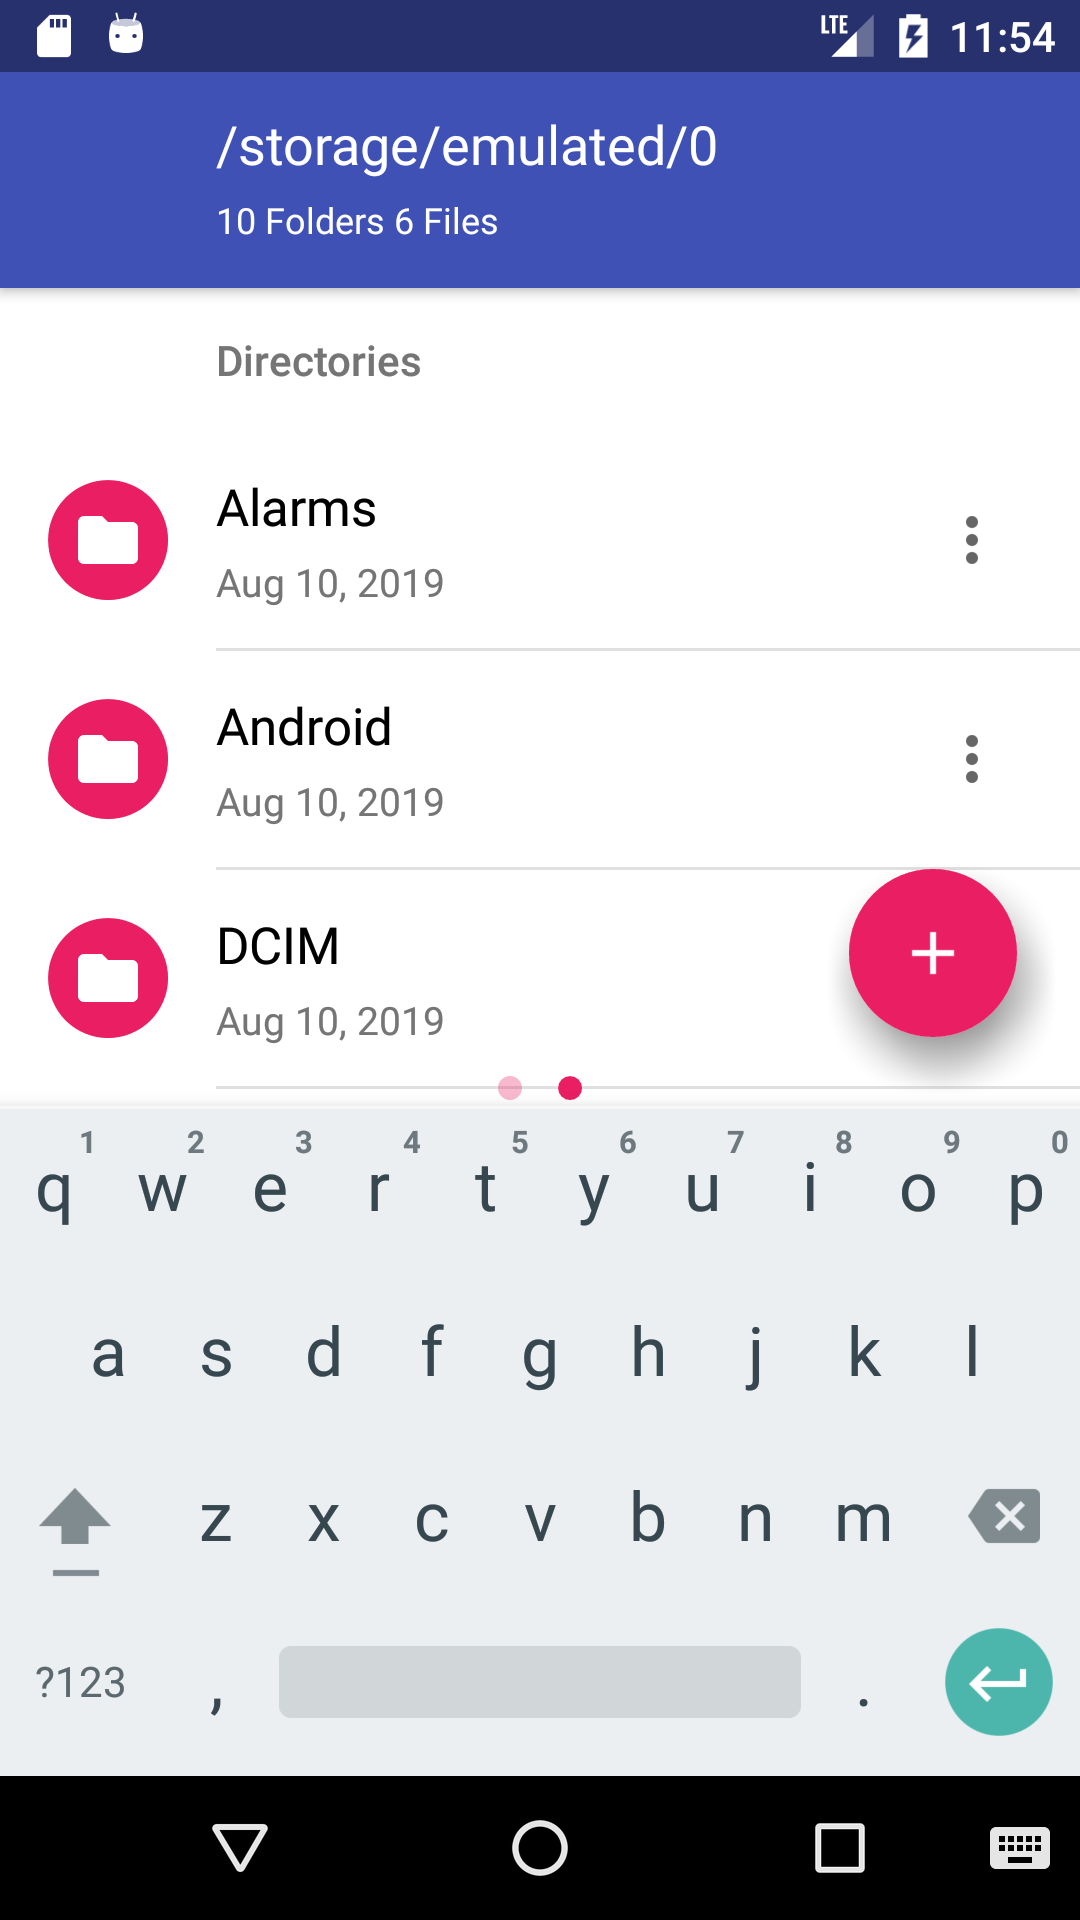 LTE 11:54
/storage/emulated/0
10 Folders 6 Files
Directories
Alarms
Aug 10, 2019
Android
Aug 10, 2019
DCIM
Aug 10, 2019
1 2 3 4 5 6 7 8 9 0
q w e r t y u i o p
a s d f g h j k l
z x c v b n m
?123 , .